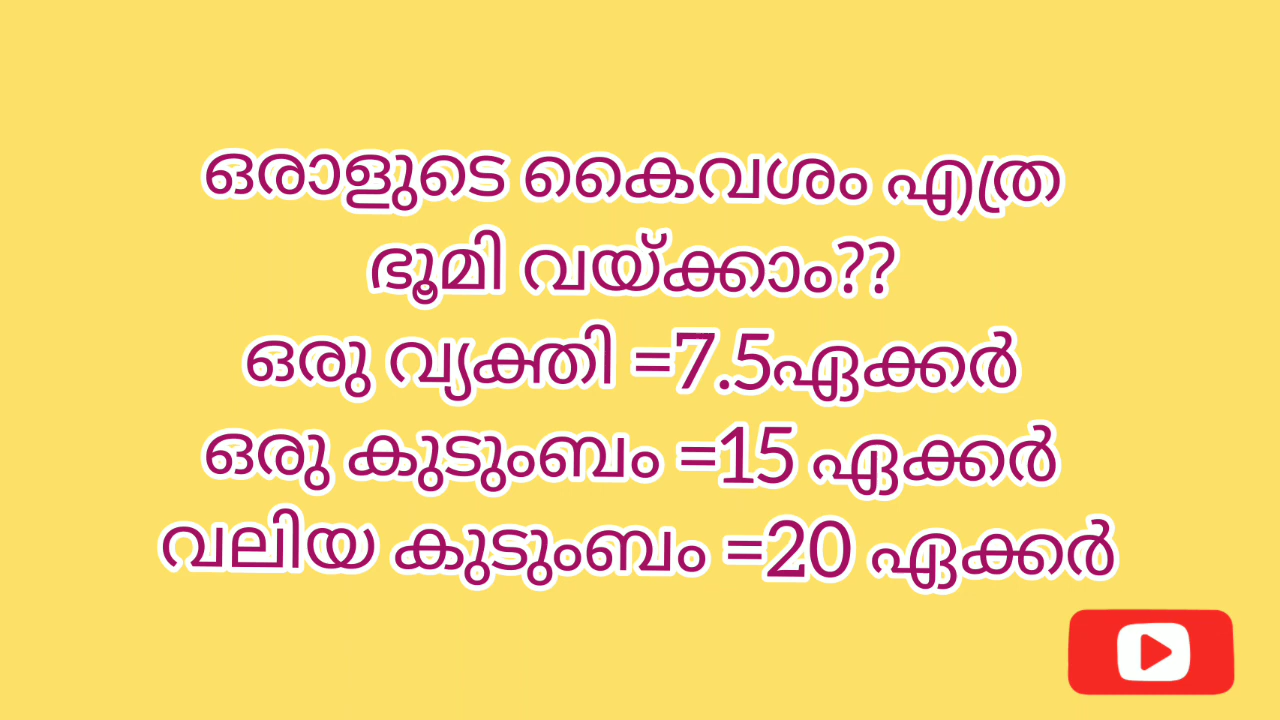 ഒരാളുടെ കൈവശം എത്ര
ഭൂമി വയ്ക്കാം??
ഒരു വ്യക്തി =7.5ഏക്കർ
ഒരു കുടുംബം =15 ഏക്കർ
വലിയ കുടുംബം =20 ഏക്കർ